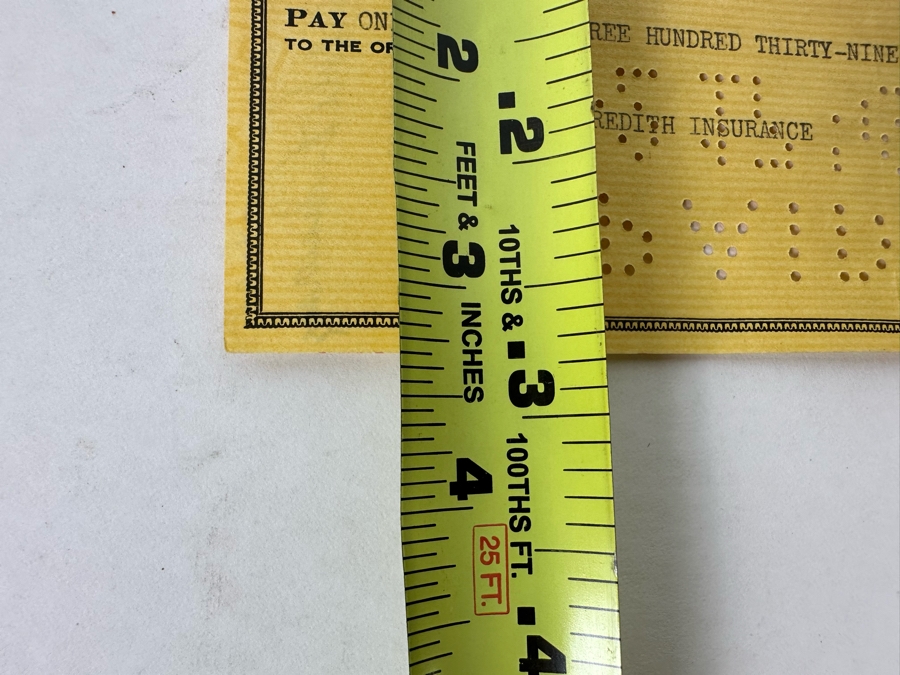 PAY ON REE HUNDRED THIRTY-NINE
TO THE OR
REDITH INSURANCE
2
.2
FEET & 3 INCHES
10THS & .3 100THS FT.
4
25 FT.
.4